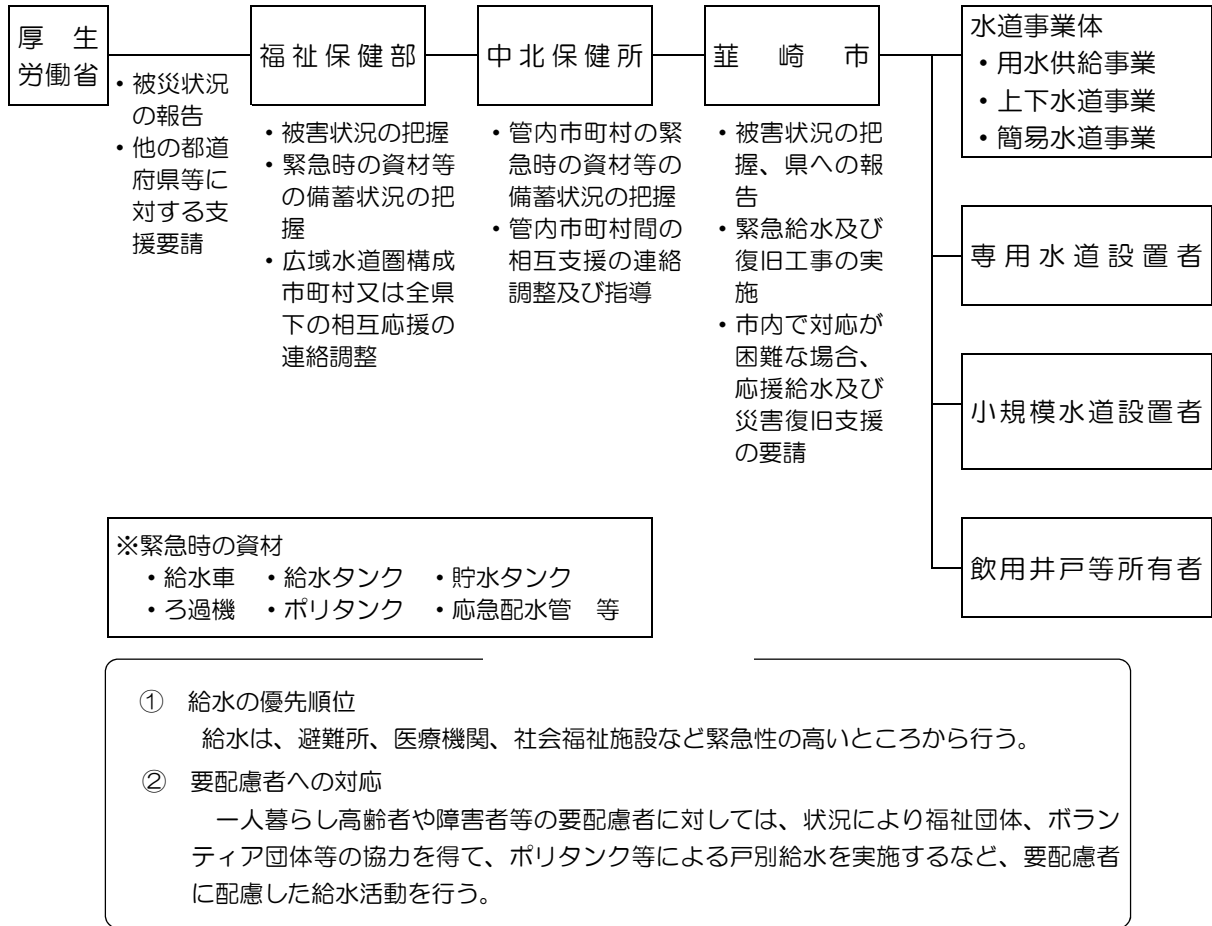 厚生
労働省
・被災状況
の報告
・他の都道
府県等に
対する支
援要請
福祉保健部
・被害状況の把握
・緊急時の資材等
の備蓄状況の把
握
・広域水道圏構成
市町村又は全県
下の相互応援の
連絡調整
中北保健所
・管内市町村の緊
急時の資材等の
備蓄状況の把握
・管内市町村間の
相互支援の連絡
調整及び指導
韮崎市
・被害状況の把
握、県への報
告
・緊急給水及び
復旧工事の実
施
・市内で対応が
困難な場合、
応援給水及び
災害復旧支援
の要請
水道事業体
・用水供給事業
・上下水道事業
・簡易水道事業
専用水道設置者
小規模水道設置者
飲用井戸等所有者
※緊急時の資材
・給水車 ・給水タンク ・貯水タンク
・ろ過機 ・ポリタンク ・応急配水管 等
① 給水の優先順位
給水は、避難所、医療機関、社会福祉施設など緊急性の高いところから行う。
② 要配慮者への対応
一人暮らし高齢者や障害者等の要配慮者に対しては、状況により福祉団体、ボラン
ティア団体等の協力を得て、ポリタンク等による戸別給水を実施するなど、要配慮者
に配慮した給水活動を行う。